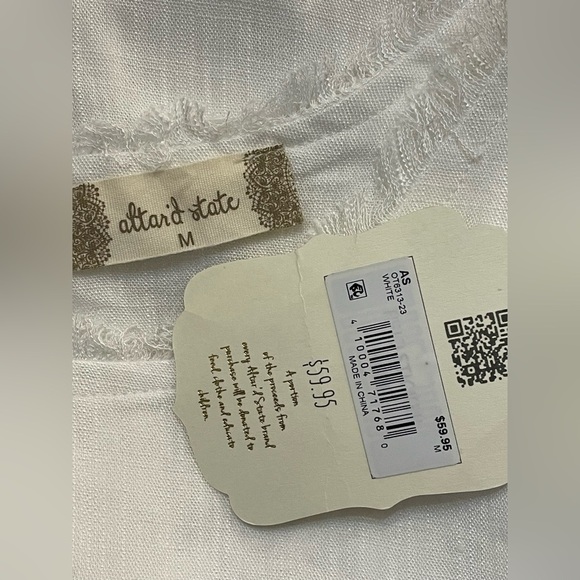 altar'd state
M
AS
OT6313-23
WHITE
4 10004 71768 0
MADE IN CHINA
$59.95
M
$59.95
A portion
of the proceeds from
every Altar'd State brand
purchase will be donated to
feed, clothe and educate
children.